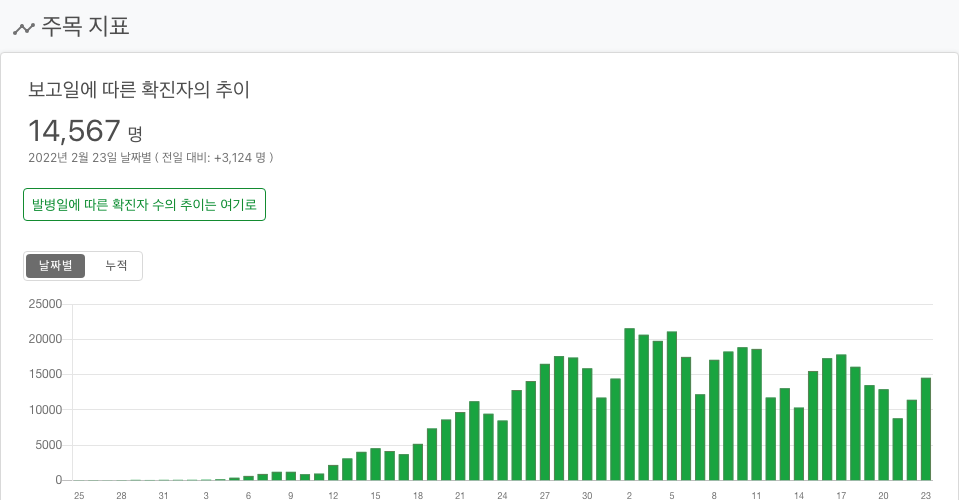 주목 지표
보고일에 따른 확진자의 추이
14,567 명
2022년 2월 23일 날짜별 ( 전일 대비: +3,124 명 )
발병일에 따른 확진자 수의 추이는 여기로
날짜별 누적
25000
20000
15000
10000
5000
0
25 28 31 3 6 9 12 15 18 21 24 27 30 2 5 8 11 14 17 20 23